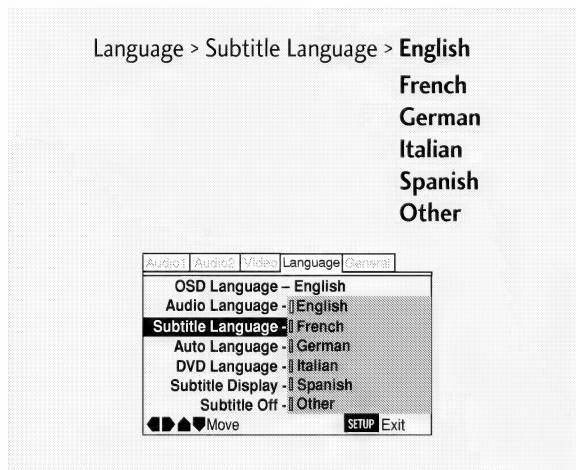 Language > Subtitle Language > English
French
German
Italian
Spanish
Other
Audio1 Audio2 Video Language General
OSD Language – English
Audio Language - English
Subtitle Language - French
Auto Language - German
DVD Language - Italian
Subtitle Display - Spanish
Subtitle Off - Other
Move SETUP Exit